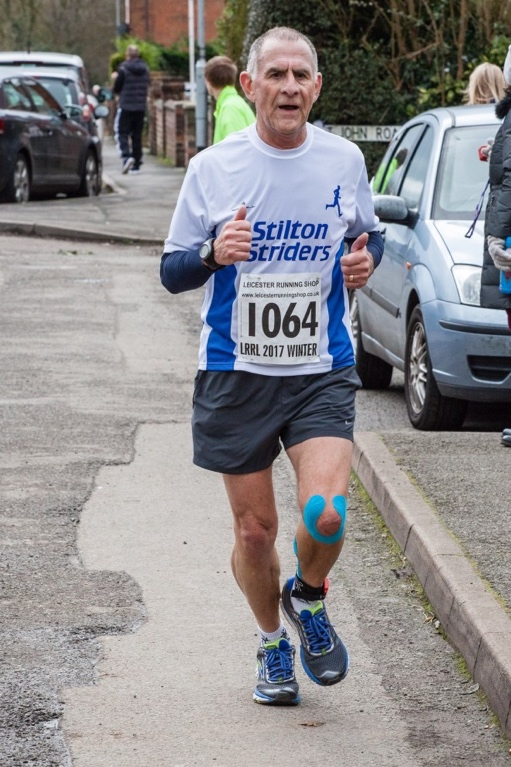 JOHN ROA
Stilton
Striders
LEICESTER RUNNING SHOP
www.leicesterrunningshop.co.uk
1064
LRRL 2017 WINTER